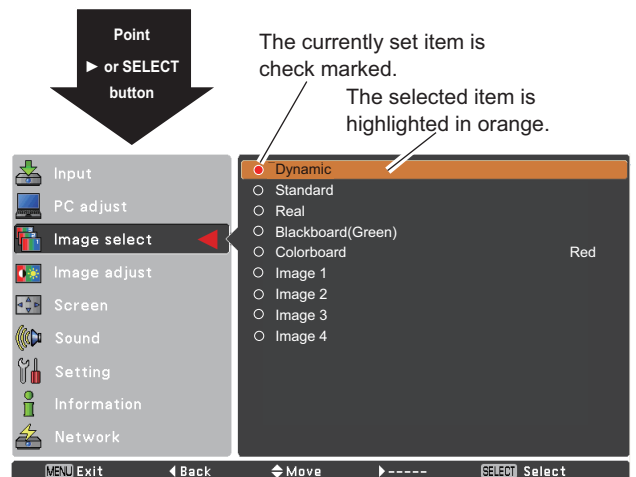 Point
► or SELECT
button
The currently set item is
check marked.
The selected item is
highlighted in orange.
Input
PC adjust
Image select
Image adjust
Screen
Sound
Setting
Information
Network
Dynamic
Standard
Real
Blackboard(Green)
Colorboard Red
Image 1
Image 2
Image 3
Image 4
MENU Exit ◀Back ◆Move ▶----- SELECT Select